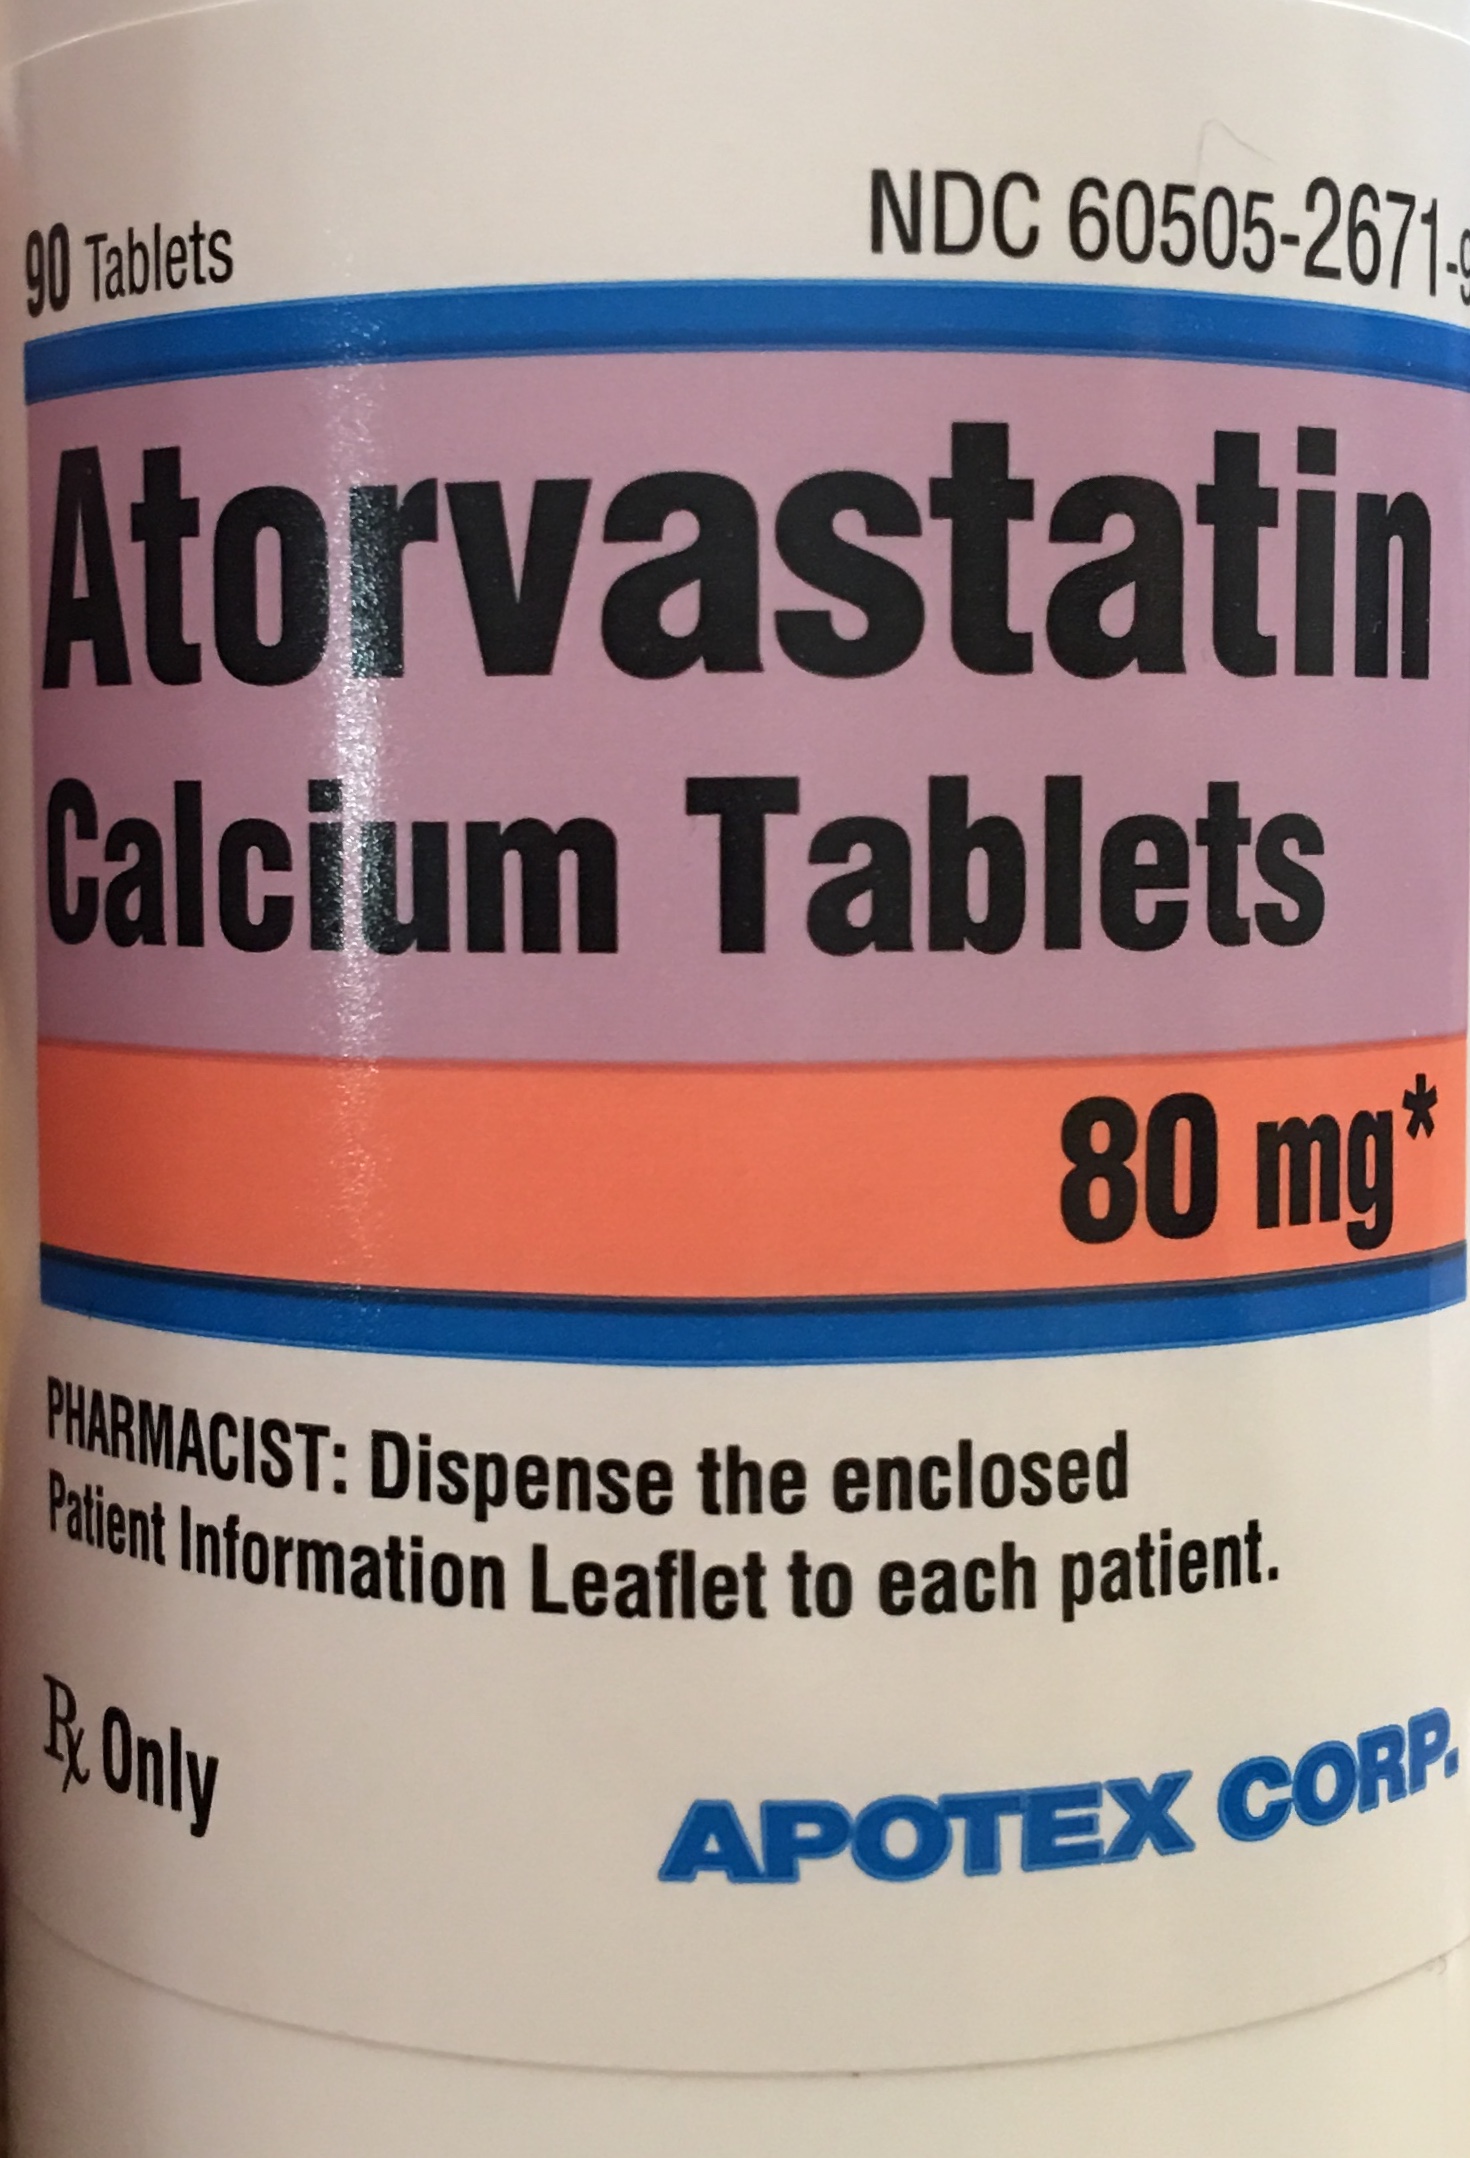 90 Tablets
NDC 60505-2671-9
Atorvastatin
Calcium Tablets
80 mg*
PHARMACIST: Dispense the enclosed
Patient Information Leaflet to each patient.
℞ Only
APOTEX CORP.